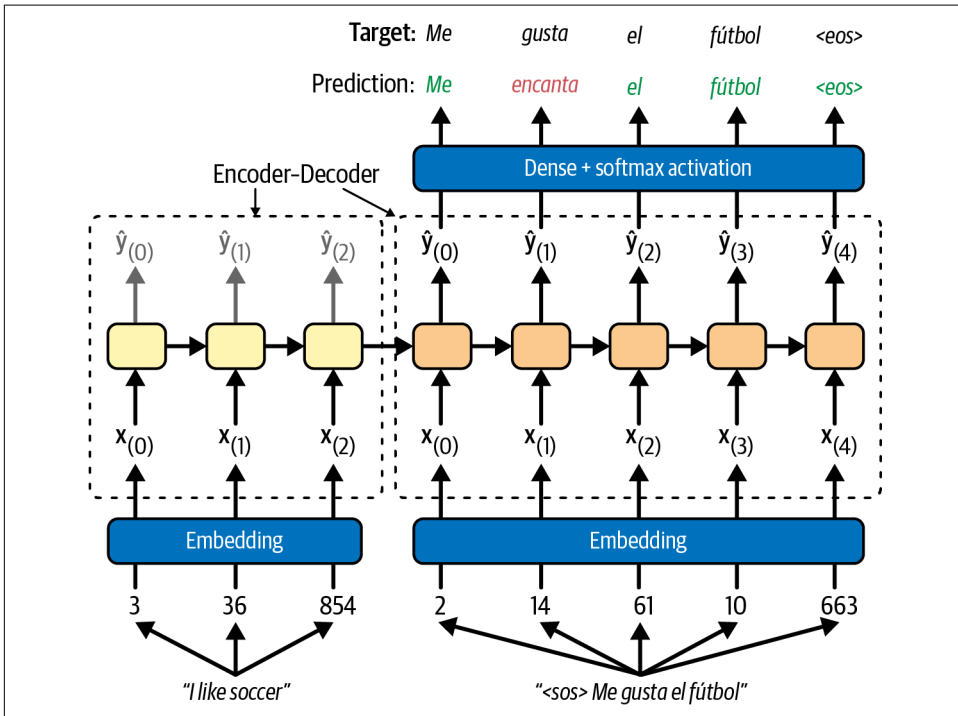 Target: Me gusta el fútbol <eos>
Prediction: Me encanta el fútbol <eos>
Dense + softmax activation
Encoder–Decoder
ŷ(0) ŷ(1) ŷ(2) ŷ(0) ŷ(1) ŷ(2) ŷ(3) ŷ(4)
x(0) x(1) x(2) x(0) x(1) x(2) x(3) x(4)
Embedding Embedding
3 36 854 2 14 61 10 663
“I like soccer” “<sos> Me gusta el fútbol”